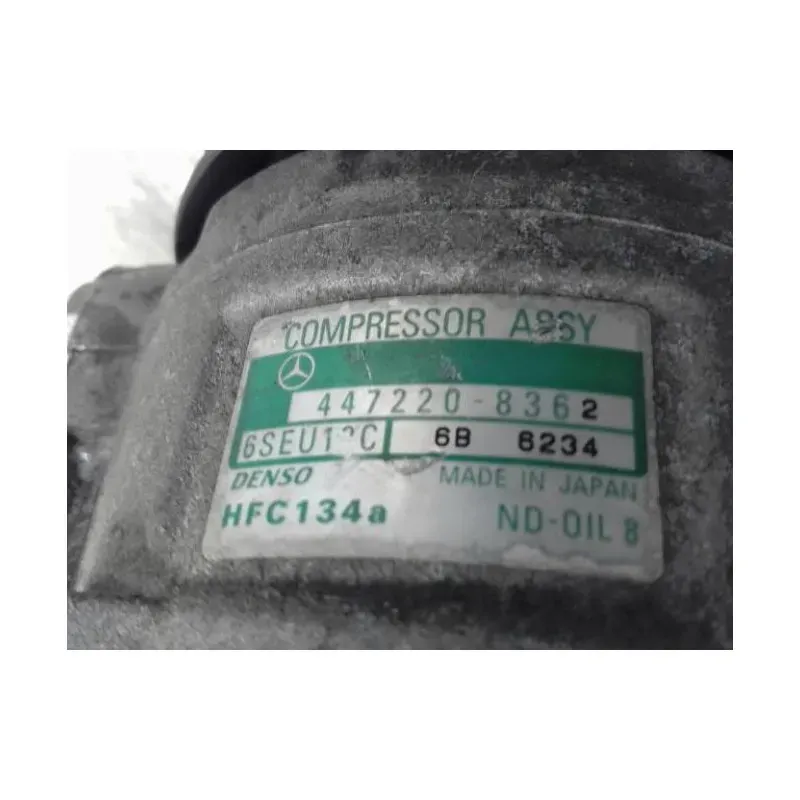 COMPRESSOR ASSY
447220-8362
6B 6234
DENSO MADE IN JAPAN
HFC134a ND-OIL 8